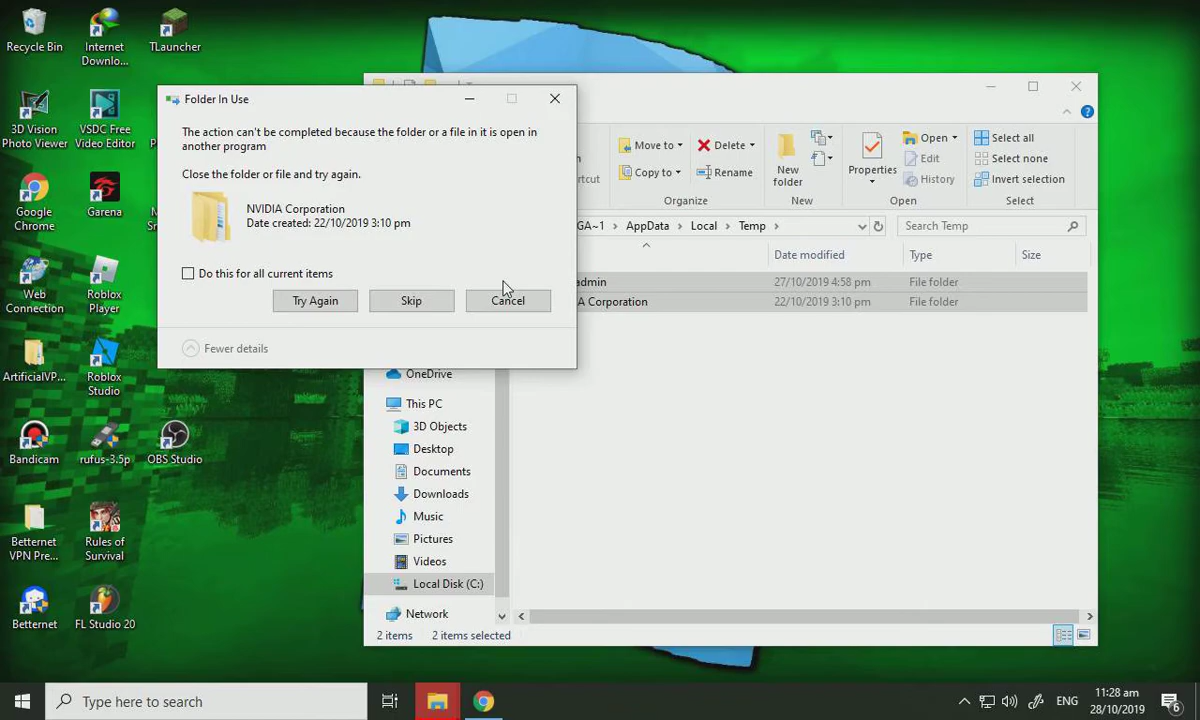 Recycle Bin
Internet
Downlo...
TLauncher
3D Vision
Photo Viewer
VSDC Free
Video Editor
Google
Chrome
Garena
Web
Connection
Roblox
Player
ArtificialVP...
Roblox
Studio
Bandicam
rufus-3.5p
OBS Studio
Betternet
VPN Pre...
Rules of
Survival
Betternet
FL Studio 20
Folder In Use
The action can't be completed because the folder or a file in it is open in
another program
Close the folder or file and try again.
NVIDIA Corporation
Date created: 22/10/2019 3:10 pm
Do this for all current items
Try Again
Skip
Cancel
Fewer details
Move to
Copy to
Delete
Rename
Organize
New
folder
New
Properties
Open
Edit
History
Open
Select all
Select none
Invert selection
Select
GA~1 > AppData > Local > Temp >
Search Temp
Date modified
Type
Size
admin
27/10/2019 4:58 pm
File folder
A Corporation
22/10/2019 3:10 pm
File folder
OneDrive
This PC
3D Objects
Desktop
Documents
Downloads
Music
Pictures
Videos
Local Disk (C:)
Network
2 items
2 items selected
Type here to search
ENG
11:28 am
28/10/2019
6